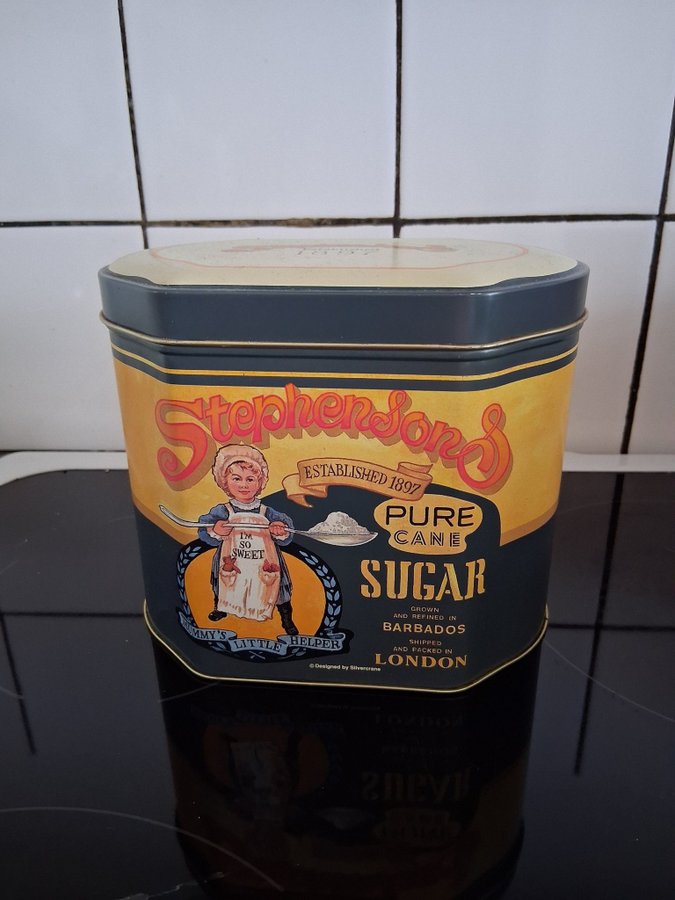 1897
Stephensons
ESTABLISHED 1897
PURE
CANE
SUGAR
GROWN
AND REFINED IN
BARBADOS
SHIPPED
AND PACKED IN
LONDON
I'M
SO
SWEET
MUMMY'S LITTLE HELPER
© Designed by Silvercrane